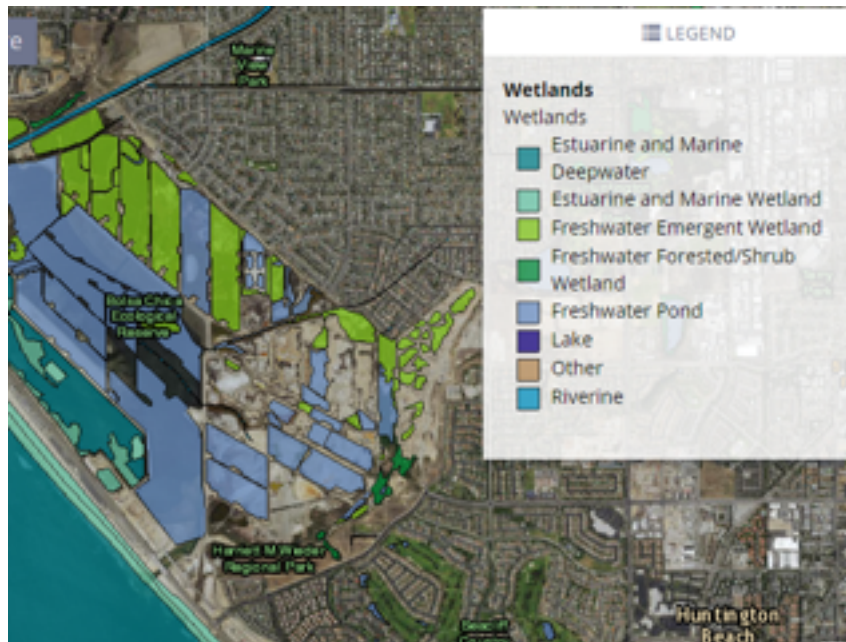 e
Marine
View
Park
LEGEND
Wetlands
Wetlands
Estuarine and Marine
Deepwater
Estuarine and Marine Wetland
Freshwater Emergent Wetland
Freshwater Forested/Shrub
Wetland
Freshwater Pond
Lake
Other
Riverine
Bolsa Chica
Ecological
Reserve
Harriett M Wieder
Regional Park
Huntington
Beach